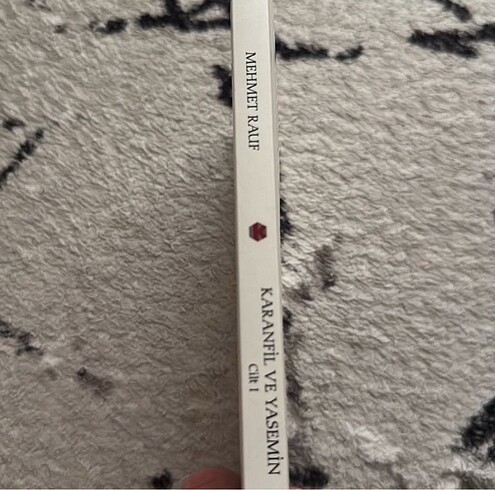 MEHMET RAUF
KARANFİL VE YASEMİN
Cilt I